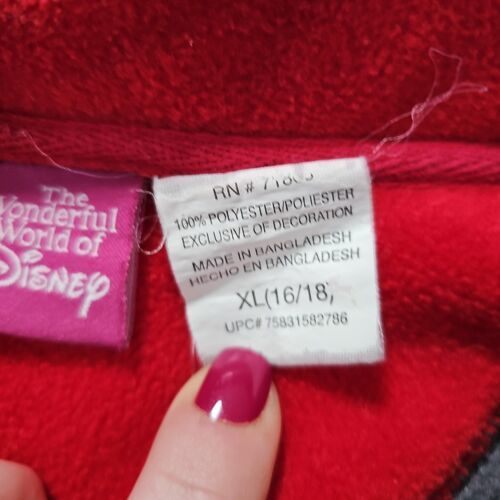 The
Wonderful
World of
Disney
RN #
100% POLYESTER/POLIESTER
EXCLUSIVE OF DECORATION
MADE IN BANGLADESH
HECHO EN BANGLADESH
XL(16/18)
UPC# 75831582786